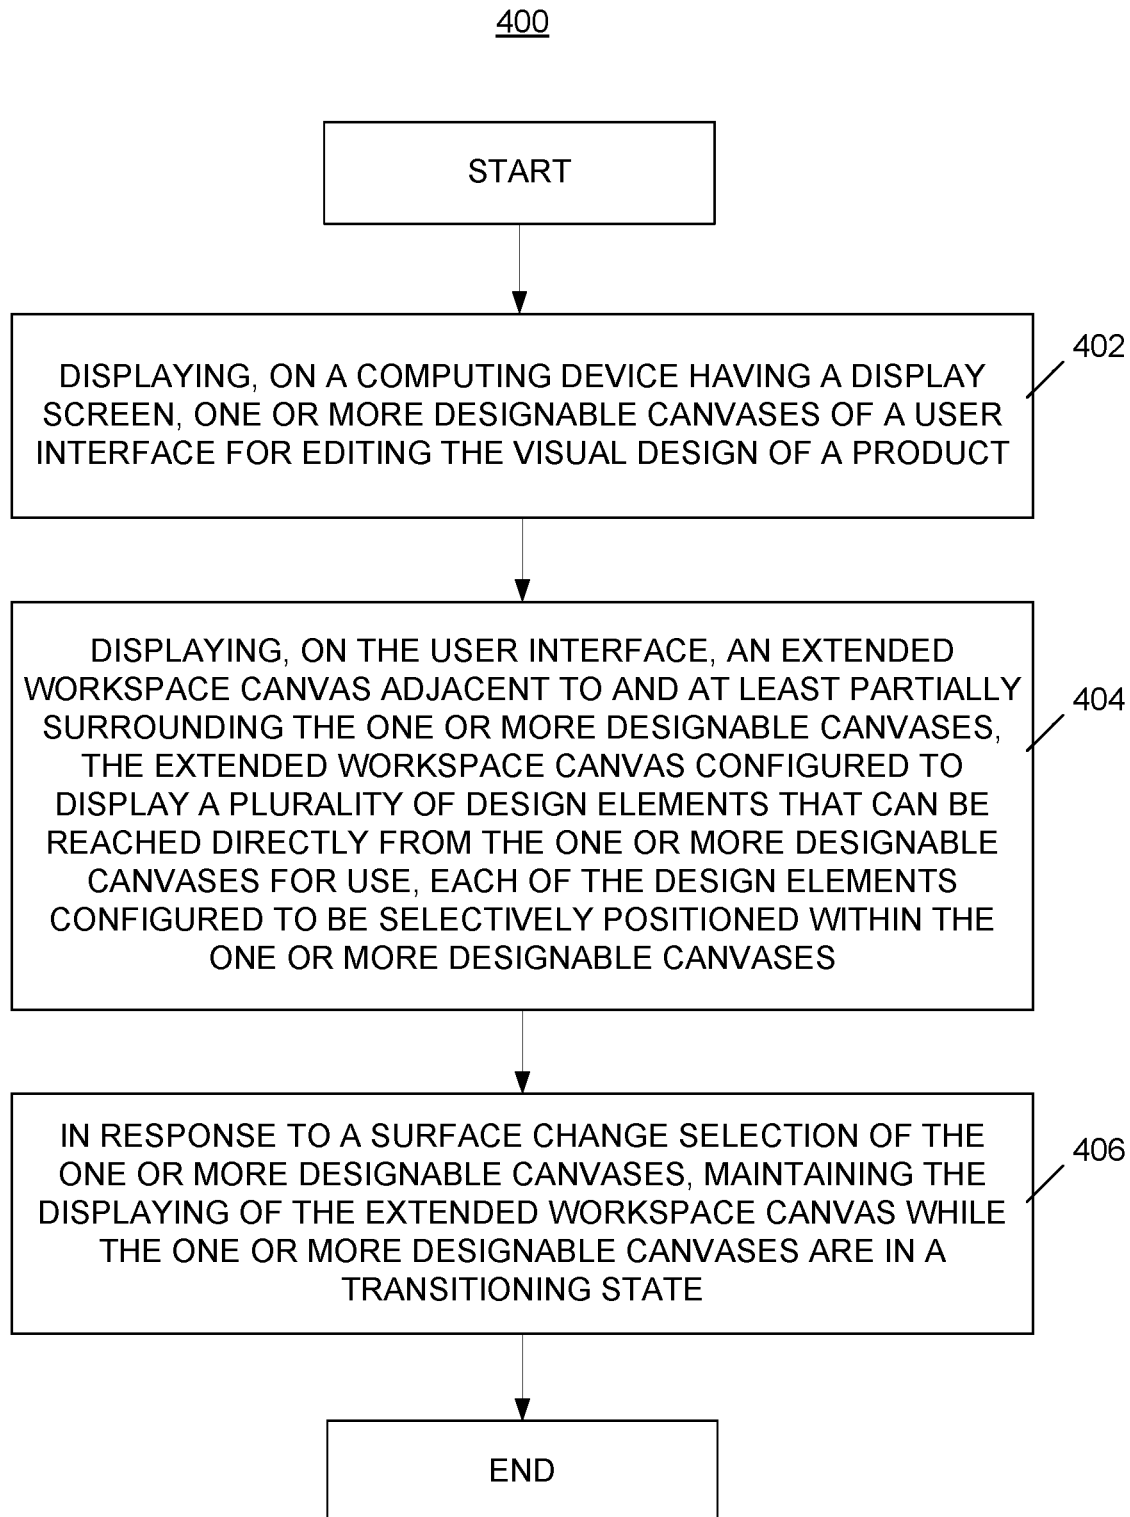 400
START
DISPLAYING, ON A COMPUTING DEVICE HAVING A DISPLAY
SCREEN, ONE OR MORE DESIGNABLE CANVASES OF A USER
INTERFACE FOR EDITING THE VISUAL DESIGN OF A PRODUCT
402
DISPLAYING, ON THE USER INTERFACE, AN EXTENDED
WORKSPACE CANVAS ADJACENT TO AND AT LEAST PARTIALLY
SURROUNDING THE ONE OR MORE DESIGNABLE CANVASES,
THE EXTENDED WORKSPACE CANVAS CONFIGURED TO
DISPLAY A PLURALITY OF DESIGN ELEMENTS THAT CAN BE
REACHED DIRECTLY FROM THE ONE OR MORE DESIGNABLE
CANVASES FOR USE, EACH OF THE DESIGN ELEMENTS
CONFIGURED TO BE SELECTIVELY POSITIONED WITHIN THE
ONE OR MORE DESIGNABLE CANVASES
404
IN RESPONSE TO A SURFACE CHANGE SELECTION OF THE
ONE OR MORE DESIGNABLE CANVASES, MAINTAINING THE
DISPLAYING OF THE EXTENDED WORKSPACE CANVAS WHILE
THE ONE OR MORE DESIGNABLE CANVASES ARE IN A
TRANSITIONING STATE
406
END